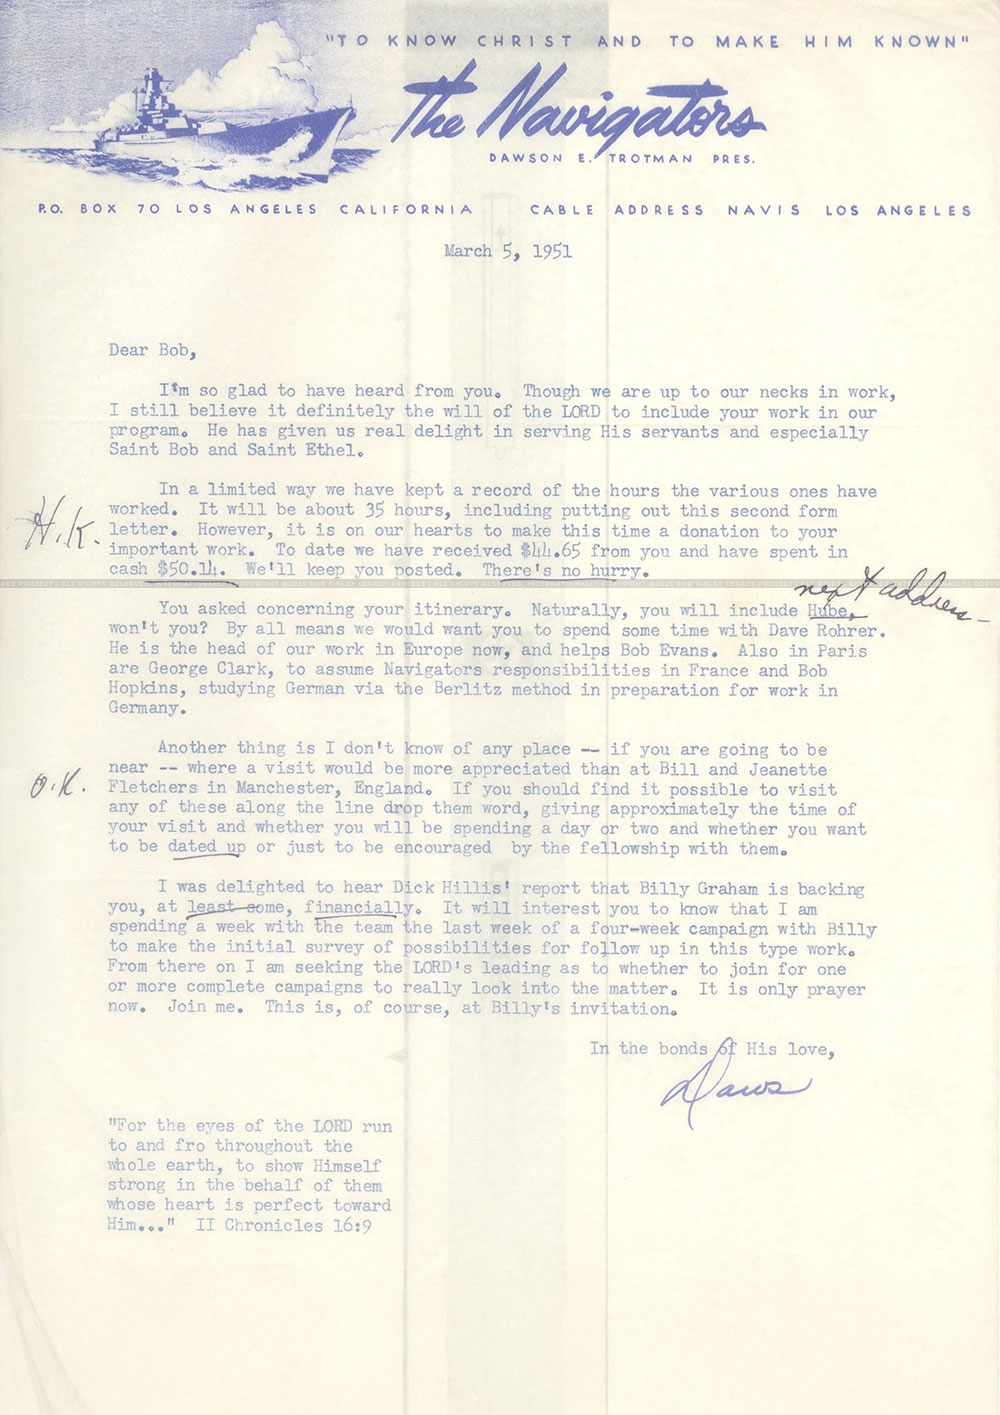 "TO KNOW CHRIST AND TO MAKE HIM KNOWN"
The Navigators
DAWSON E. TROTMAN PRES.
P.O. BOX 70 LOS ANGELES CALIFORNIA CABLE ADDRESS NAVIS LOS ANGELES
March 5, 1951
Dear Bob,
I'm so glad to have heard from you. Though we are up to our necks in work,
I still believe it definitely the will of the LORD to include your work in our
program. He has given us real delight in serving His servants and especially
Saint Bob and Saint Ethel.
In a limited way we have kept a record of the hours the various ones have
worked. It will be about 35 hours, including putting out this second form
H.K.
letter. However, it is on our hearts to make this time a donation to your
important work. To date we have received $44.65 from you and have spent in
cash $50.14. We'll keep you posted. There's no hurry.
next address
You asked concerning your itinerary. Naturally, you will include Hube,
won't you? By all means we would want you to spend some time with Dave Rohrer.
He is the head of our work in Europe now, and helps Bob Evans. Also in Paris
are George Clark, to assume Navigators responsibilities in France and Bob
Hopkins, studying German via the Berlitz method in preparation for work in
Germany.
Another thing is I don't know of any place -- if you are going to be
near -- where a visit would be more appreciated than at Bill and Jeanette
O.K.
Fletchers in Manchester, England. If you should find it possible to visit
any of these along the line drop them word, giving approximately the time of
your visit and whether you will be spending a day or two and whether you want
to be dated up or just to be encouraged by the fellowship with them.
I was delighted to hear Dick Hillis' report that Billy Graham is backing
you, at least some, financially. It will interest you to know that I am
spending a week with the team the last week of a four-week campaign with Billy
to make the initial survey of possibilities for follow up in this type work.
From there on I am seeking the LORD's leading as to whether to join for one
or more complete campaigns to really look into the matter. It is only prayer
now. Join me. This is, of course, at Billy's invitation.
In the bonds of His love,
Daws
"For the eyes of the LORD run
to and fro throughout the
whole earth, to show Himself
strong in the behalf of them
whose heart is perfect toward
Him..." II Chronicles 16:9